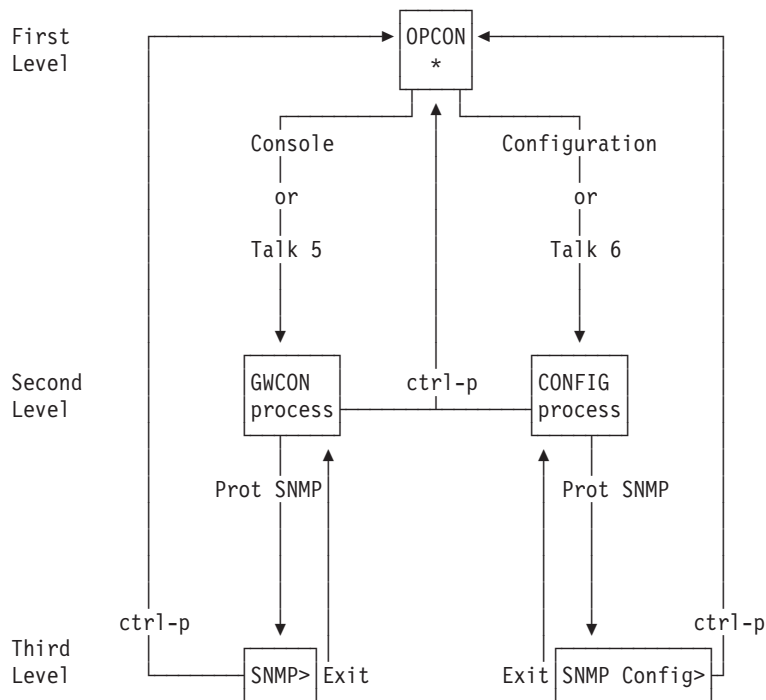 First
Level
OPCON
*
Console
Configuration
or
or
Talk 5
Talk 6
Second
Level
GWCON
process
ctrl-p
CONFIG
process
Prot SNMP
Prot SNMP
ctrl-p
ctrl-p
Third
Level
SNMP>
Exit
Exit
SNMP Config>